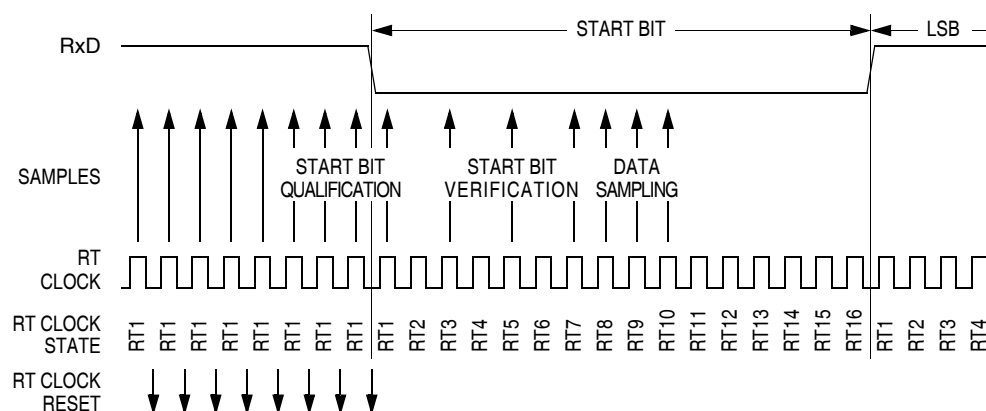 START BIT
LSB
RxD
SAMPLES
START BIT
QUALIFICATION
START BIT
VERIFICATION
DATA
SAMPLING
RT
CLOCK
RT CLOCK
STATE
RT1 RT1 RT1 RT1 RT1 RT1 RT1 RT1 RT1 RT2 RT3 RT4 RT5 RT6 RT7 RT8 RT9 RT10 RT11 RT12 RT13 RT14 RT15 RT16 RT1 RT2 RT3 RT4
RT CLOCK
RESET